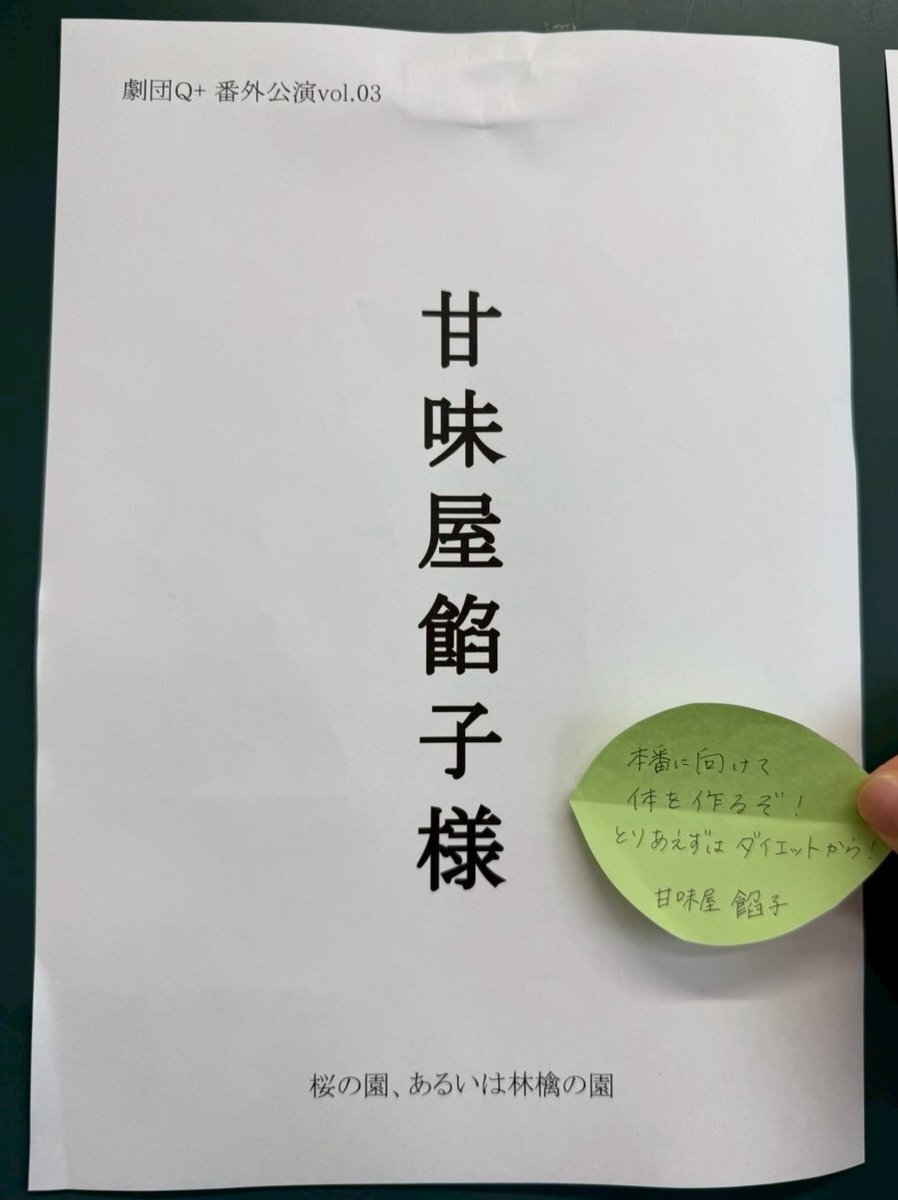 劇団Q+ 番外公演vol.03
甘味屋餡子様
本番に向けて
体を作るぞ!
とりあえずは ダイエットから!
甘味屋 餡子
桜の園、あるいは林檎の園